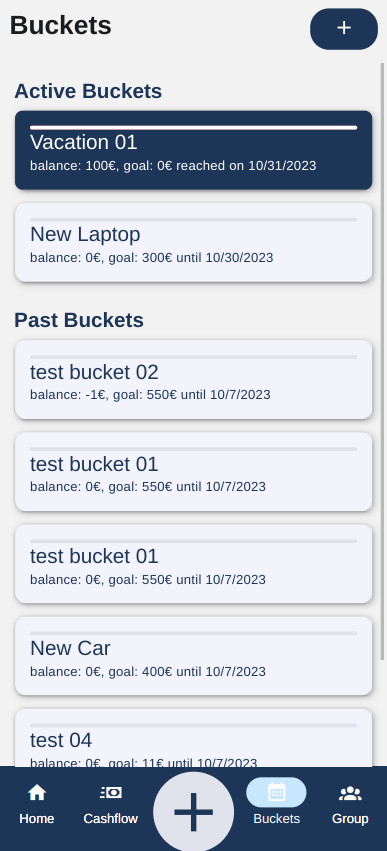 Buckets
+
Active Buckets
Vacation 01
balance: 100€, goal: 0€ reached on 10/31/2023
New Laptop
balance: 0€, goal: 300€ until 10/30/2023
Past Buckets
test bucket 02
balance: -1€, goal: 550€ until 10/7/2023
test bucket 01
balance: 0€, goal: 550€ until 10/7/2023
test bucket 01
balance: 0€, goal: 550€ until 10/7/2023
New Car
balance: 0€, goal: 400€ until 10/7/2023
test 04
balance: 0€, goal: 11€ until 10/7/2023
Home
Cashflow
Buckets
Group